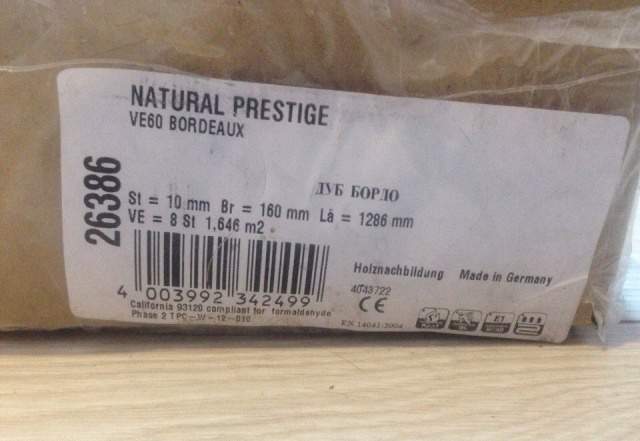 NATURAL PRESTIGE
VE60 BORDEAUX
26386
ДУБ БОРДО
St = 10 mm Br = 160 mm Lä = 1286 mm
VE = 8 St 1,646 m2
4 003992 342499
Holznachbildung Made in Germany
4043722
CE
California 93120 compliant for formaldehyde
Phase 2
EN 14041:2004
E1